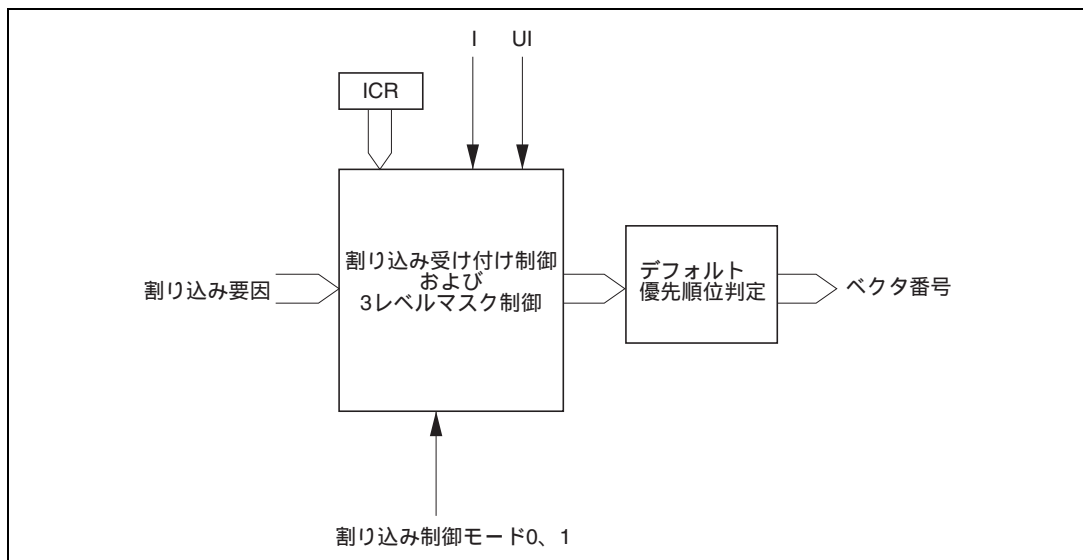 I UI
ICR
割り込み受け付け制御
および
3レベルマスク制御
割り込み要因
デフォルト
優先順位判定
ベクタ番号
割り込み制御モード0、1